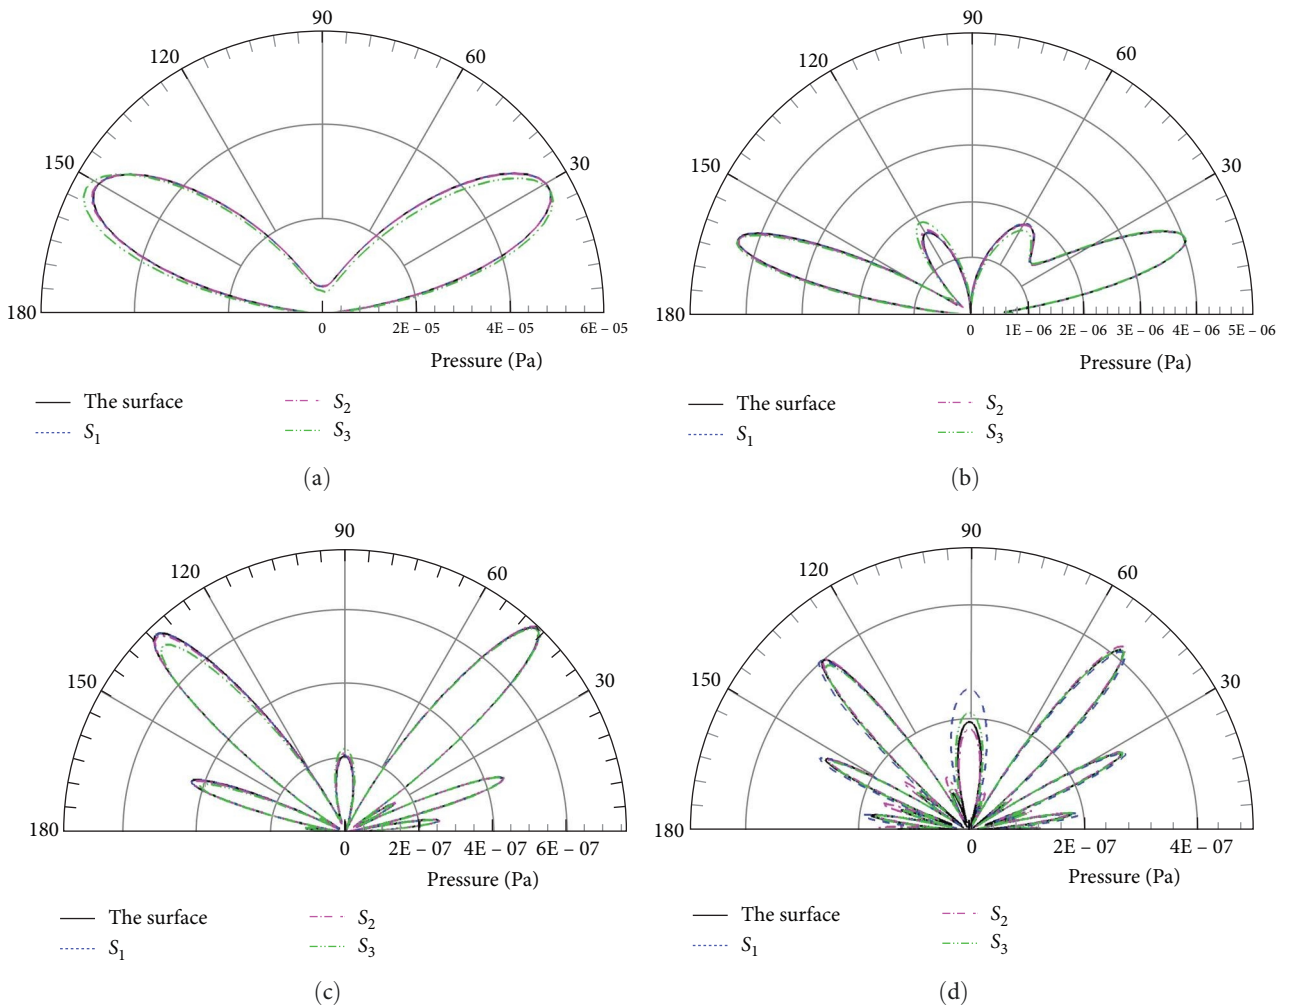 90
120
60
150
30
180
0
2E – 05
4E – 05
6E – 05
Pressure (Pa)
The surface
S1
S2
S3
(a)
90
120
60
150
30
180
0
1E – 06
2E – 06
3E – 06
4E – 06
5E – 06
Pressure (Pa)
The surface
S1
S2
S3
(b)
90
120
60
150
30
180
0
2E – 07
4E – 07
6E – 07
Pressure (Pa)
The surface
S1
S2
S3
(c)
90
120
60
150
30
180
0
2E – 07
4E – 07
Pressure (Pa)
The surface
S1
S2
S3
(d)